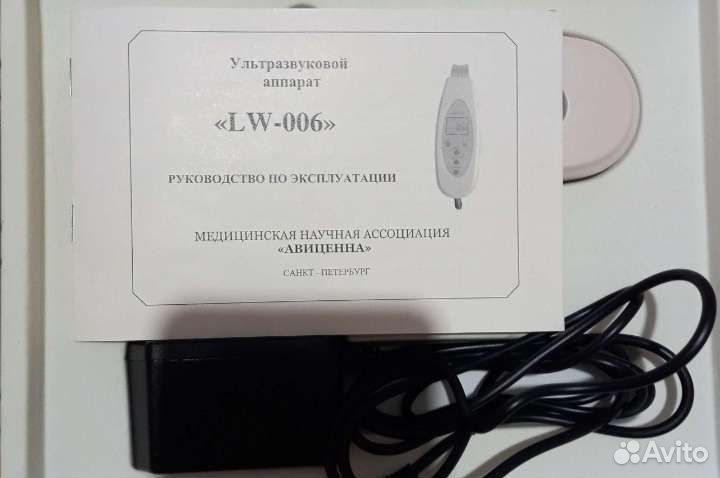 Ультразвуковой
аппарат
«LW-006»
РУКОВОДСТВО ПО ЭКСПЛУАТАЦИИ
МЕДИЦИНСКАЯ НАУЧНАЯ АССОЦИАЦИЯ
«АВИЦЕННА»
САНКТ - ПЕТЕРБУРГ
Avito